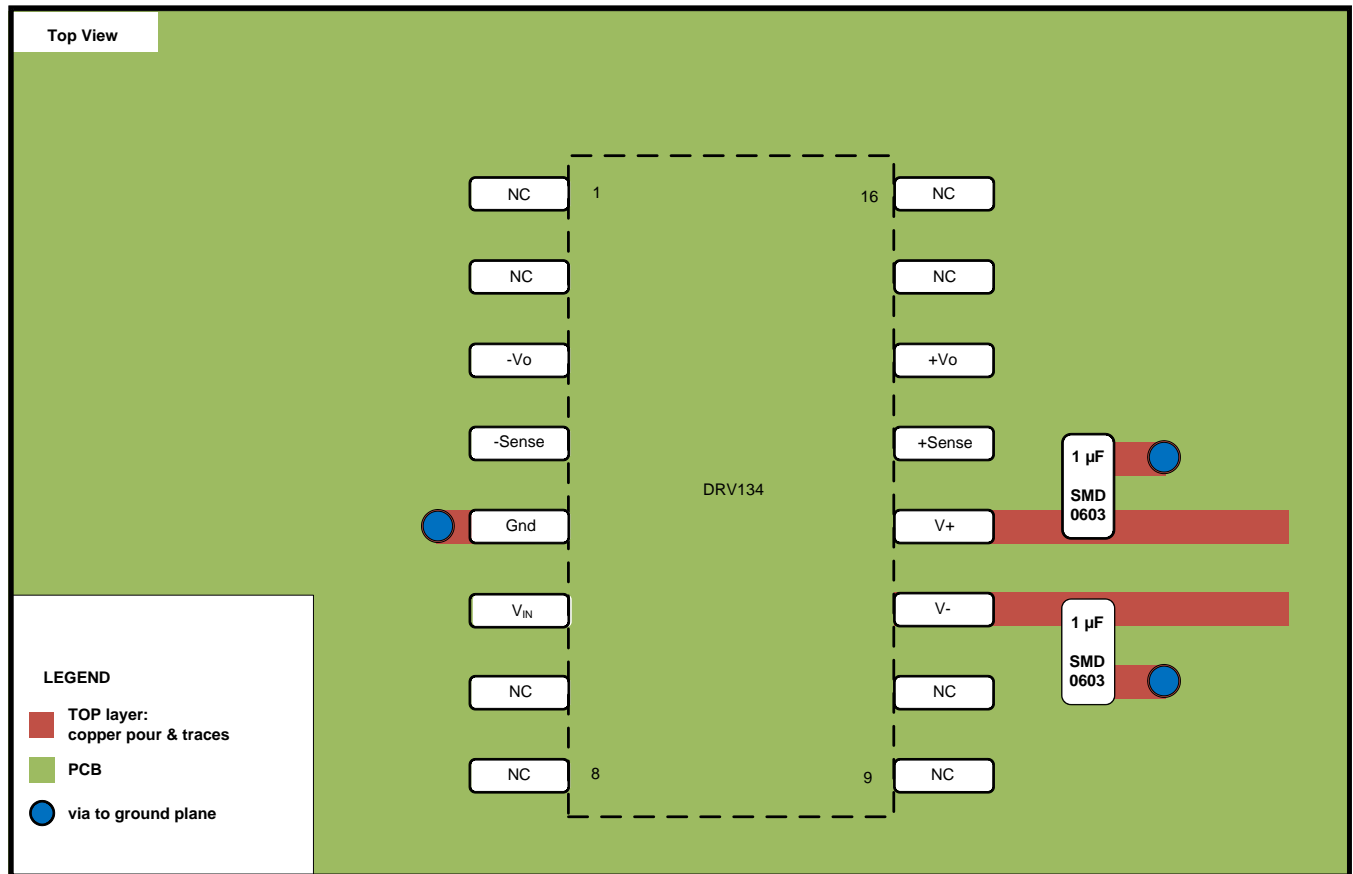 Top View
NC
1
16
NC
NC
NC
-Vo
+Vo
-Sense
+Sense
DRV134
Gnd
V+
VIN
V-
NC
NC
NC
8
9
NC
1 µF
SMD
0603
1 µF
SMD
0603
LEGEND
TOP layer:
copper pour & traces
PCB
via to ground plane